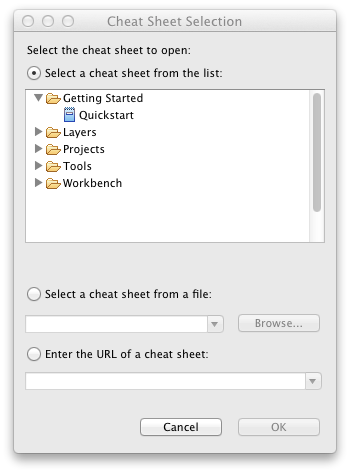 Cheat Sheet Selection
Select the cheat sheet to open:
Select a cheat sheet from the list:
Getting Started
Quickstart
Layers
Projects
Tools
Workbench
Select a cheat sheet from a file:
Browse...
Enter the URL of a cheat sheet:
Cancel
OK